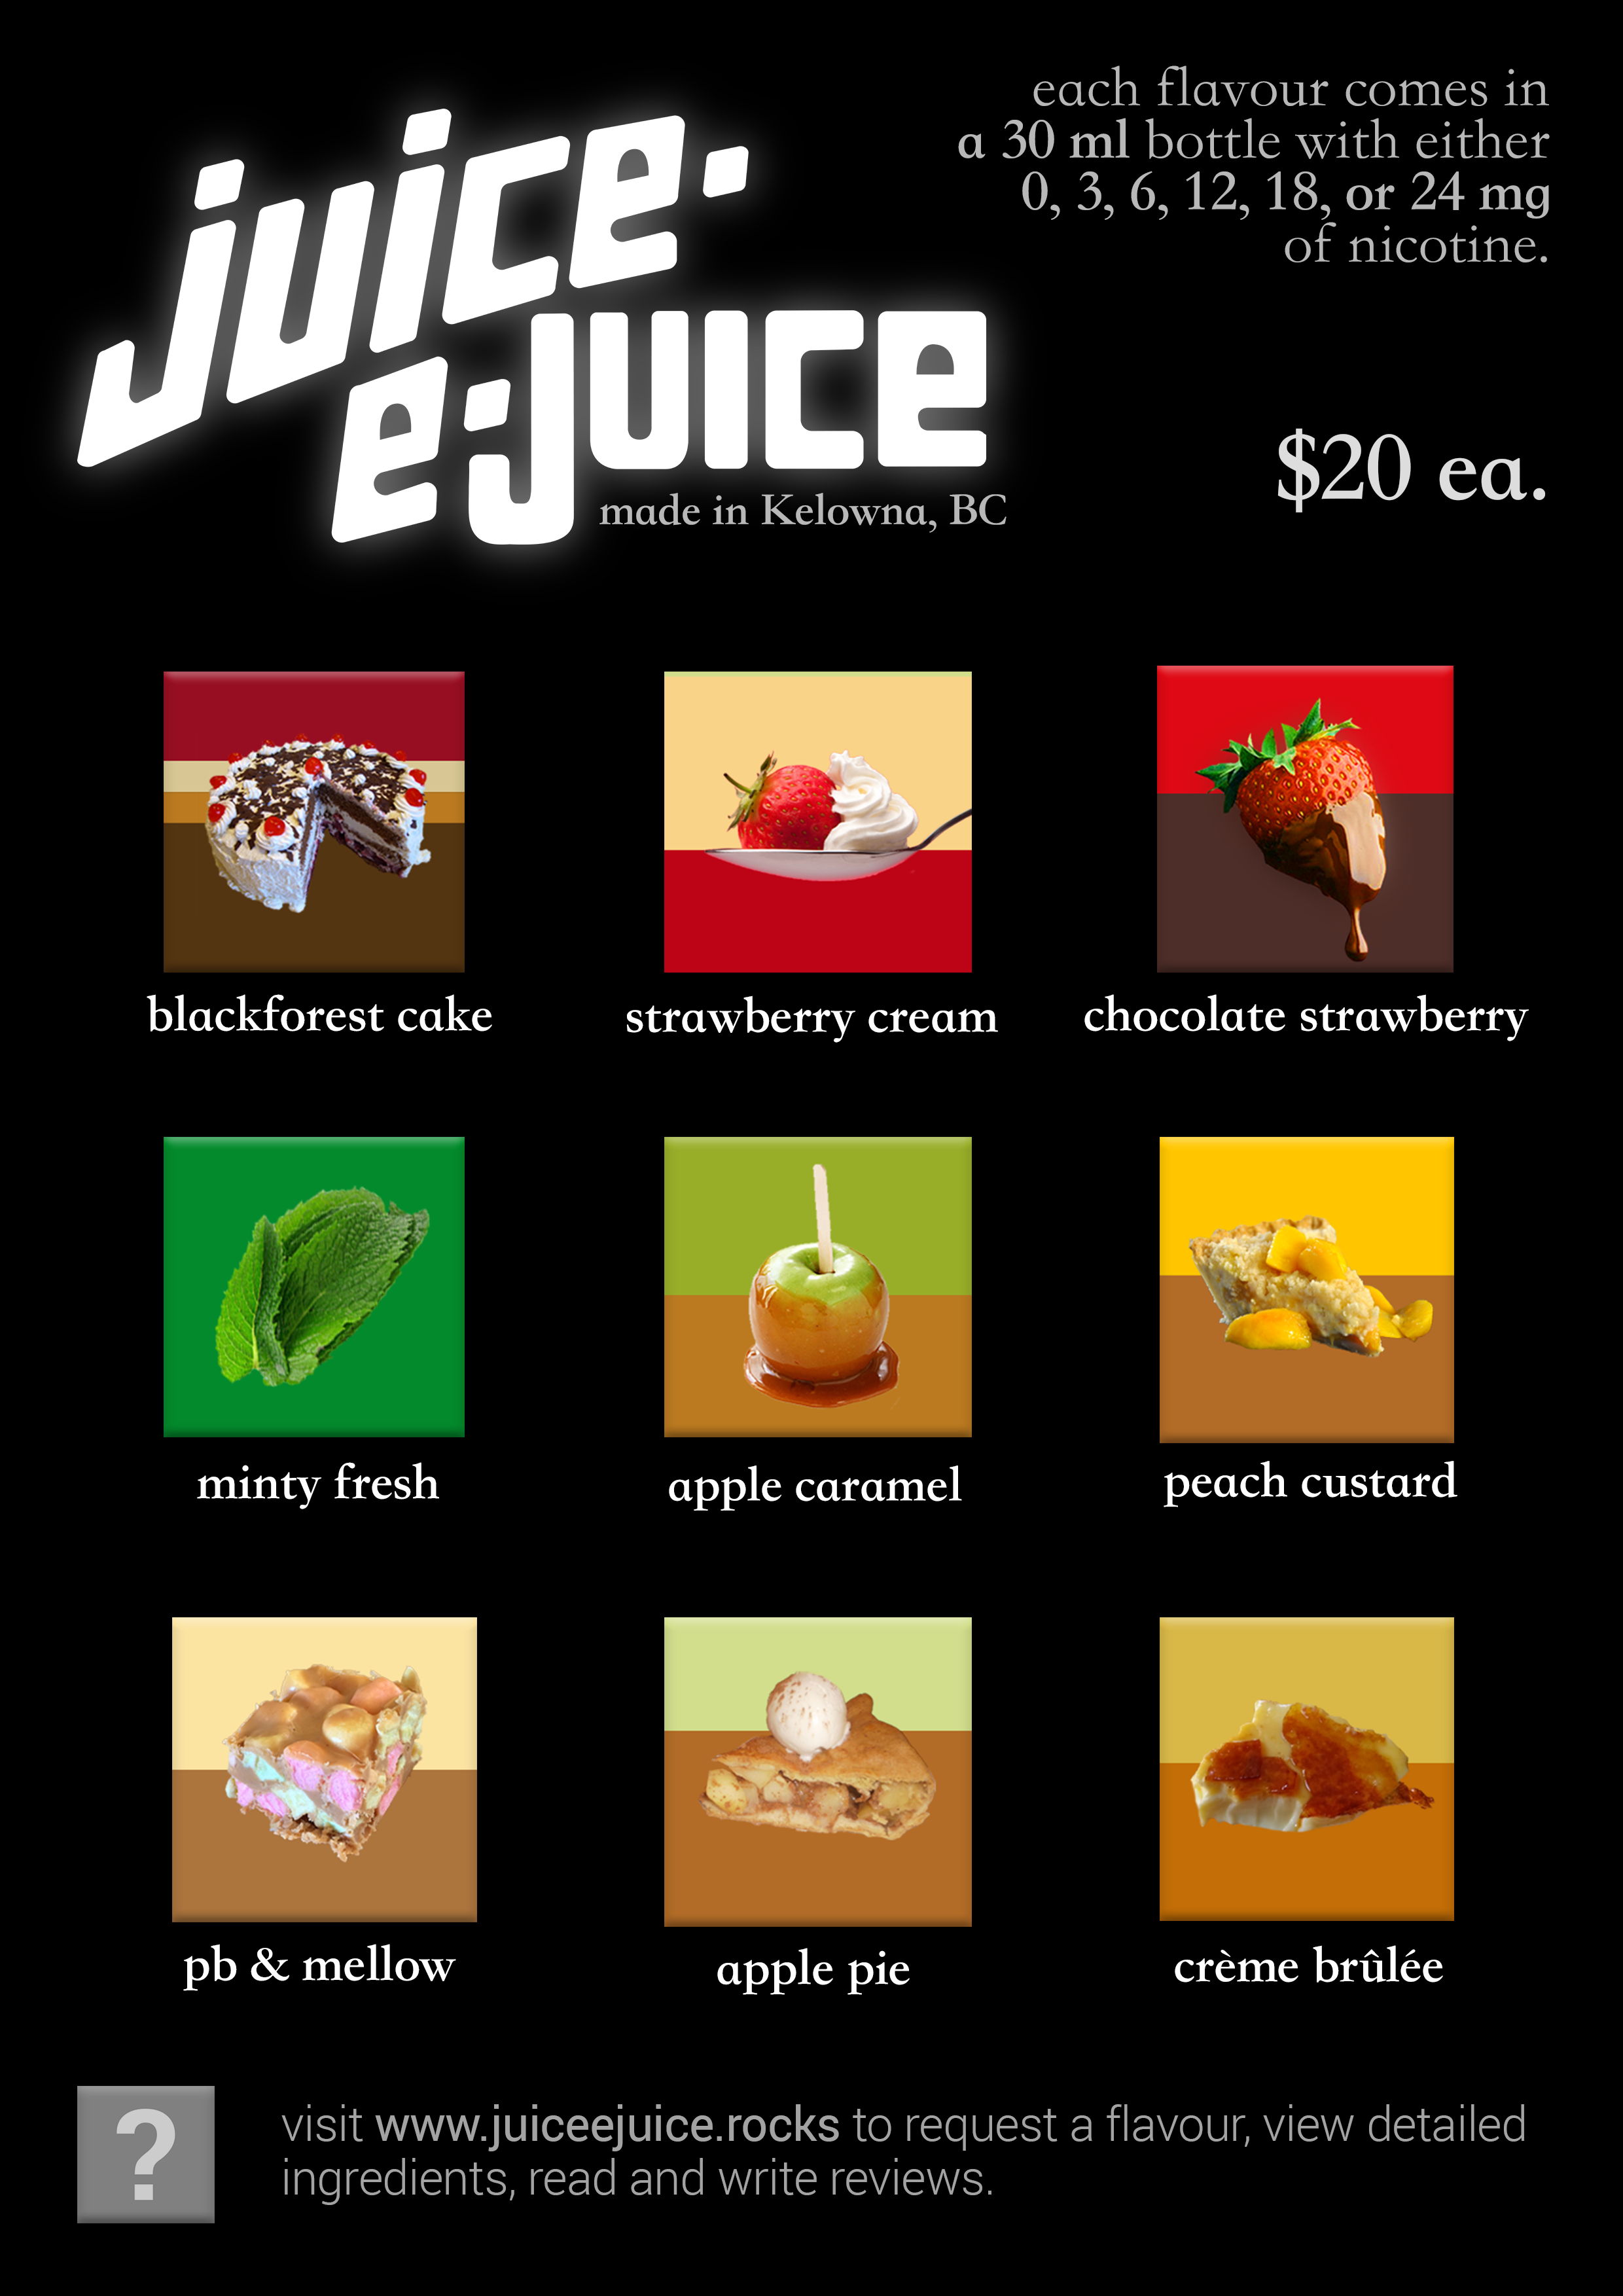 juice.
e-juice
made in Kelowna, BC
each flavour comes in
a 30 ml bottle with either
0, 3, 6, 12, 18, or 24 mg
of nicotine.
$20 ea.
blackforest cake
strawberry cream
chocolate strawberry
minty fresh
apple caramel
peach custard
pb & mellow
apple pie
crème brûlée
?
visit www.juiceejuice.rocks to request a flavour, view detailed
ingredients, read and write reviews.